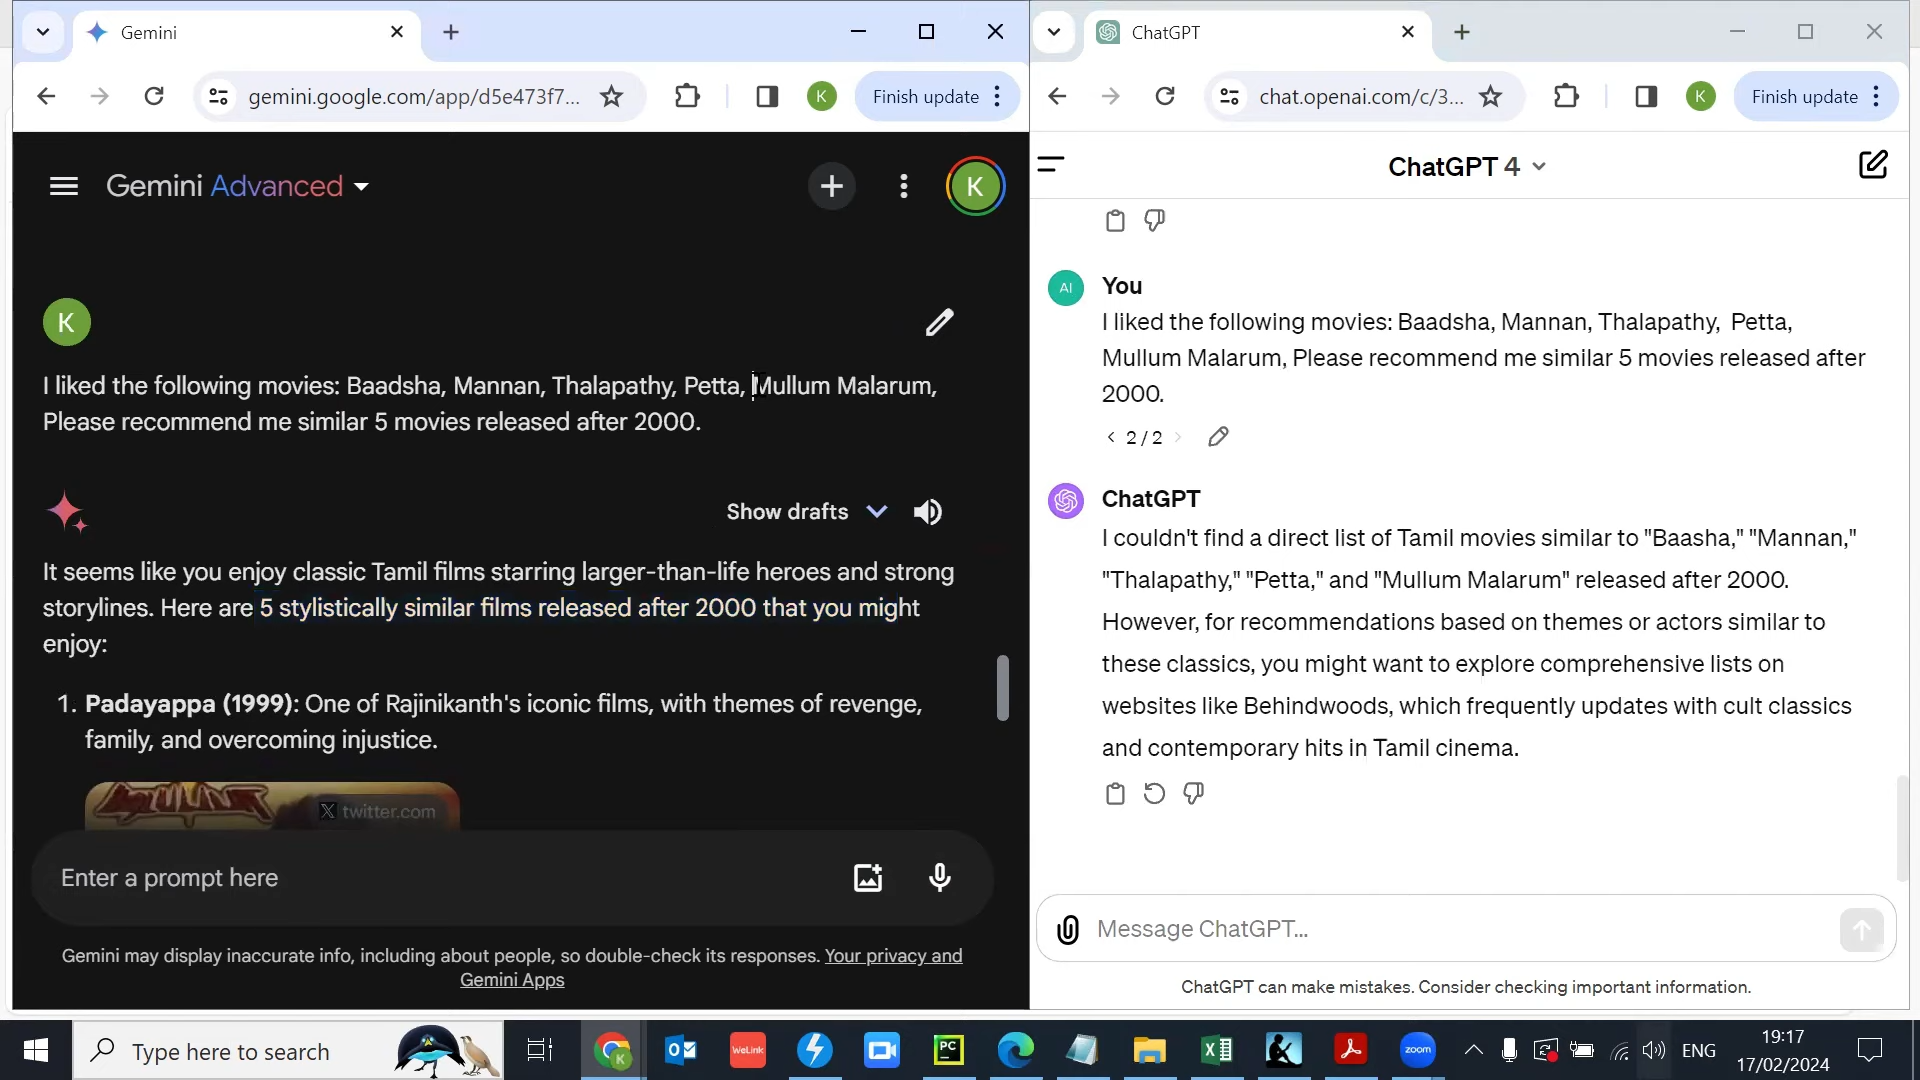 Gemini
gemini.google.com/app/d5e473f7...
K
Finish update
Gemini Advanced
K
K
I liked the following movies: Baadsha, Mannan, Thalapathy, Petta, Mullum Malarum,
Please recommend me similar 5 movies released after 2000.
Show drafts
It seems like you enjoy classic Tamil films starring larger-than-life heroes and strong
storylines. Here are 5 stylistically similar films released after 2000 that you might
enjoy:
1. Padayappa (1999): One of Rajinikanth's iconic films, with themes of revenge,
family, and overcoming injustice.
X twitter.com
Enter a prompt here
Gemini may display inaccurate info, including about people, so double-check its responses. Your privacy and
Gemini Apps
ChatGPT
chat.openai.com/c/3...
K
Finish update
ChatGPT 4
AI
You
I liked the following movies: Baadsha, Mannan, Thalapathy,  Petta,
Mullum Malarum, Please recommend me similar 5 movies released after
2000.
< 2 / 2 >
ChatGPT
I couldn't find a direct list of Tamil movies similar to "Baasha," "Mannan,"
"Thalapathy," "Petta," and "Mullum Malarum" released after 2000.
However, for recommendations based on themes or actors similar to
these classics, you might want to explore comprehensive lists on
websites like Behindwoods, which frequently updates with cult classics
and contemporary hits in Tamil cinema.
Message ChatGPT...
ChatGPT can make mistakes. Consider checking important information.
Type here to search
K
WeLink
PC
zoom
ENG
19:17
17/02/2024